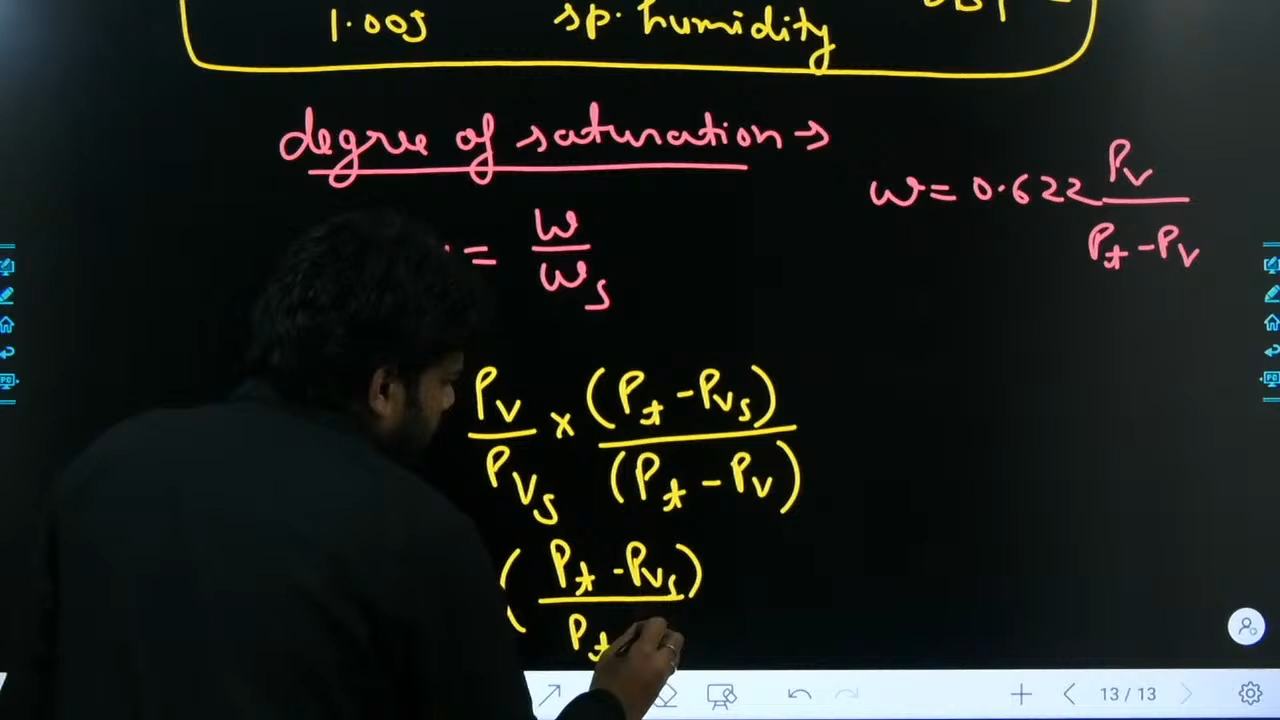 1.005 sp. humidity
degree of saturation →
w = 0.622 Pv / Pt - Pv
= w / ws
Pv / Pvs × (Pt - Pvs) / (Pt - Pv)
(Pt - Pvs) / Pt
13 / 13